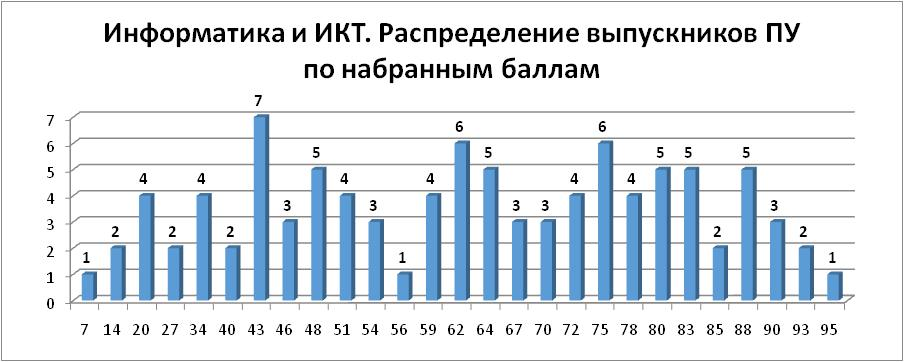 Информатика и ИКТ. Распределение выпускников ПУ
по набранным баллам
7
6
5
4
3
2
1
0
1 2 4 2 4 2 7 3 5 4 3 1 4 6 5 3 3 4 6 4 5 5 2 5 3 2 1
7 14 20 27 34 40 43 46 48 51 54 56 59 62 64 67 70 72 75 78 80 83 85 88 90 93 95